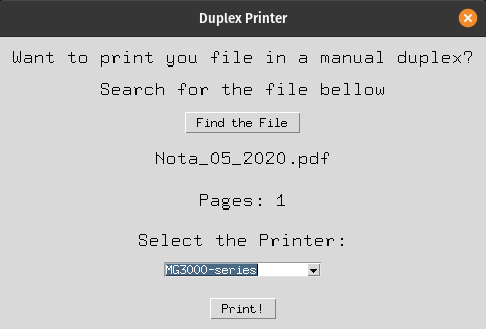 Duplex Printer
Want to print you file in a manual duplex?
Search for the file bellow
Find the File
Nota_05_2020.pdf
Pages: 1
Select the Printer:
MG3000-series
Print!